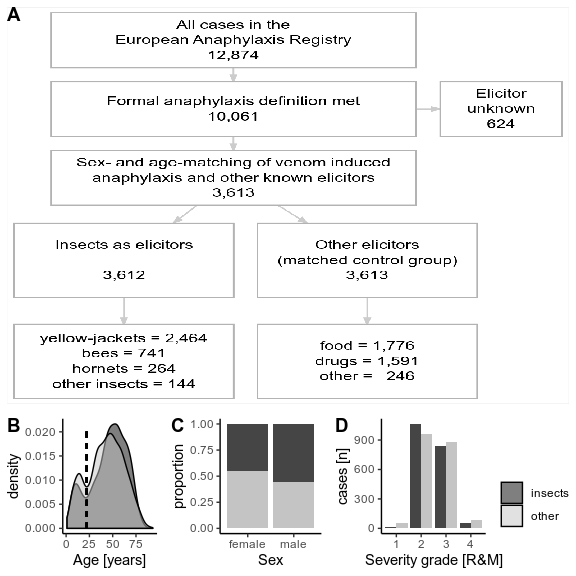 A
All cases in the
European Anaphylaxis Registry
12,874
Formal anaphylaxis definition met
10,061
Elicitor
unknown
624
Sex- and age-matching of venom induced
anaphylaxis and other known elicitors
3,613
Insects as elicitors
3,612
Other elicitors
(matched control group)
3,613
yellow-jackets = 2,464
bees = 741
hornets = 264
other insects = 144
food = 1,776
drugs = 1,591
other = 246
B
density
0.020
0.015
0.010
0.005
0.000
0 25 50 75
Age [years]
C
proportion
1.00
0.75
0.50
0.25
0.00
female male
Sex
D
cases [n]
900
600
300
0
1 2 3 4
Severity grade [R&M]
insects
other